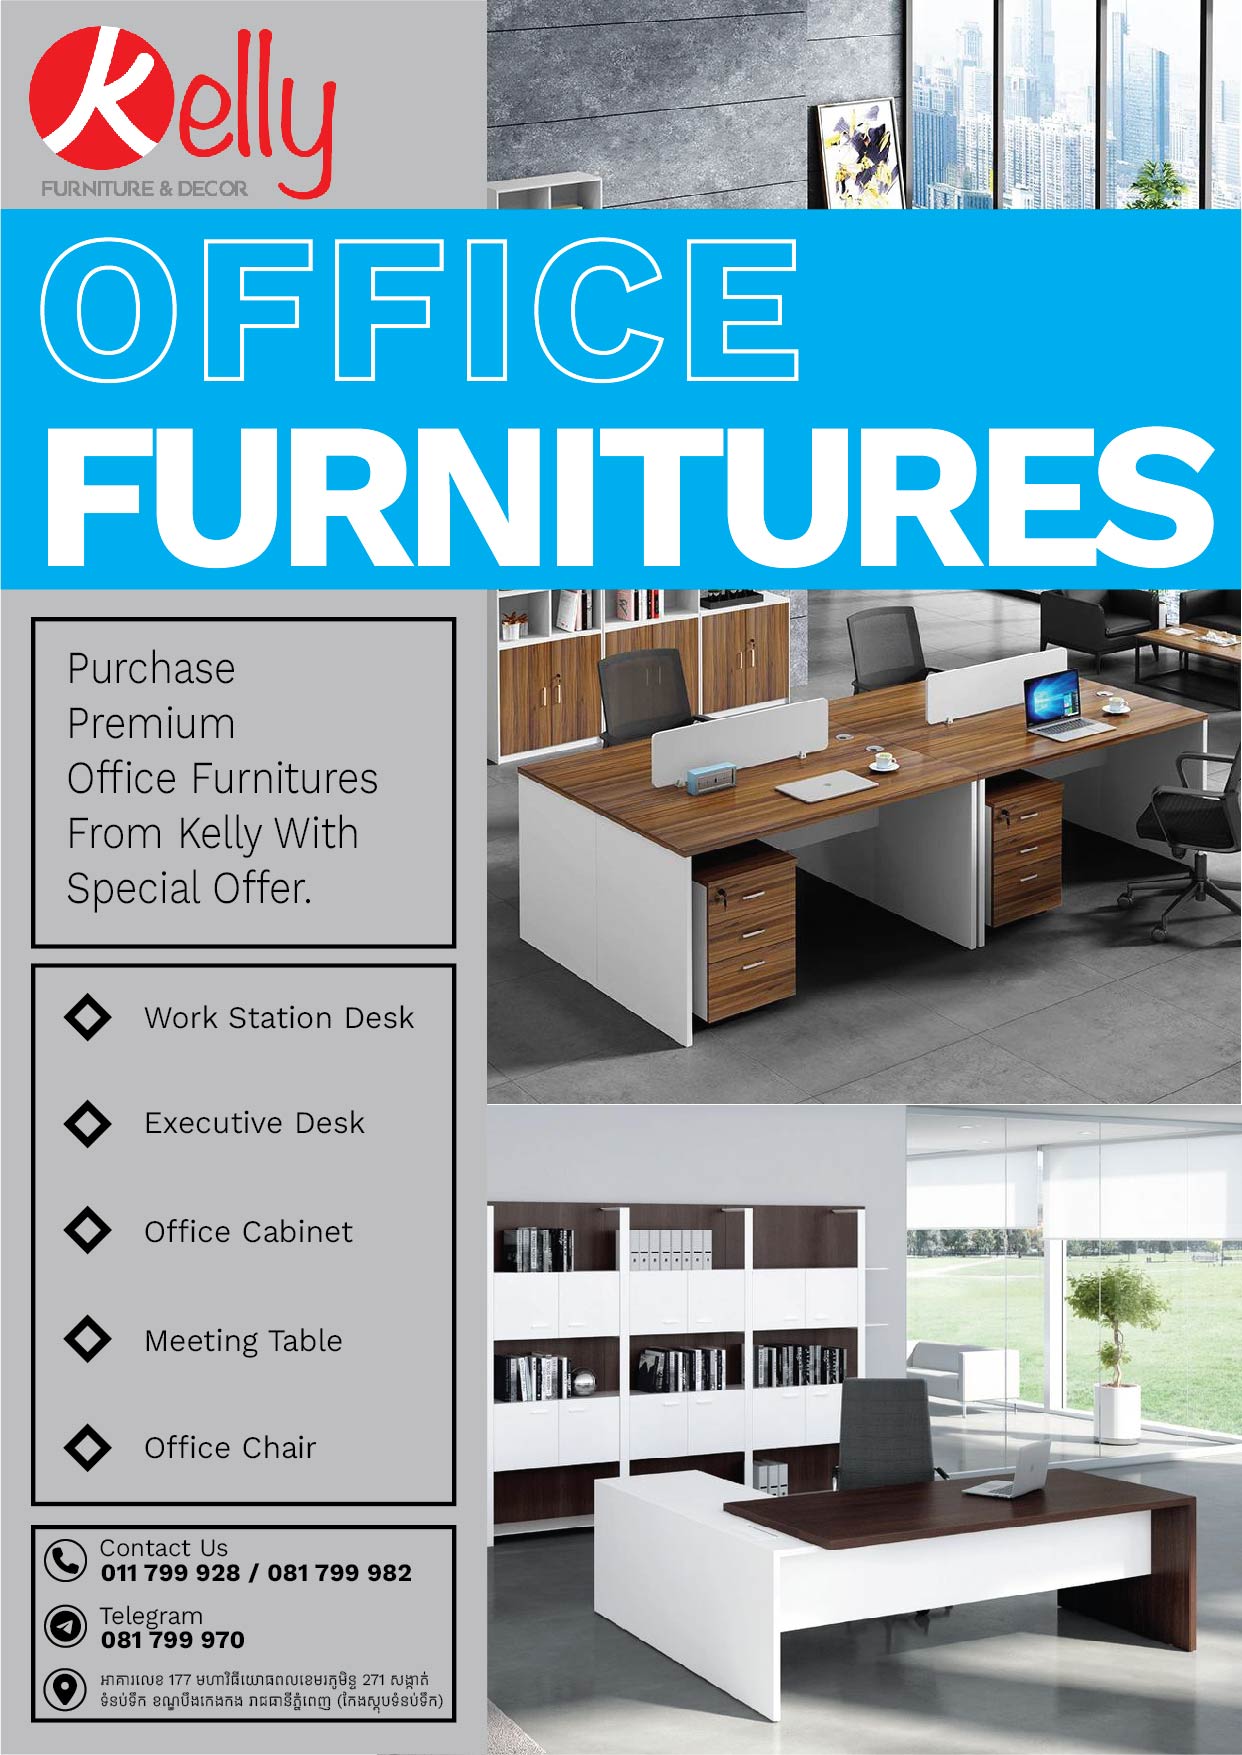 Kelly
FURNITURE & DECOR
OFFICE
FURNITURES
Purchase
Premium
Office Furnitures
From Kelly With
Special Offer.
Work Station Desk
Executive Desk
Office Cabinet
Meeting Table
Office Chair
Contact Us
011 799 928 / 081 799 982
Telegram
081 799 970
អាគារលេខ 177 មហាវិថីយោធពលខេមរភូមិន្ទ 271 សង្កាត់
ទំនប់ទឹក ខណ្ឌបឹងកេងកង រាជធានីភ្នំពេញ (កែងស្តុបទំនប់ទឹក)